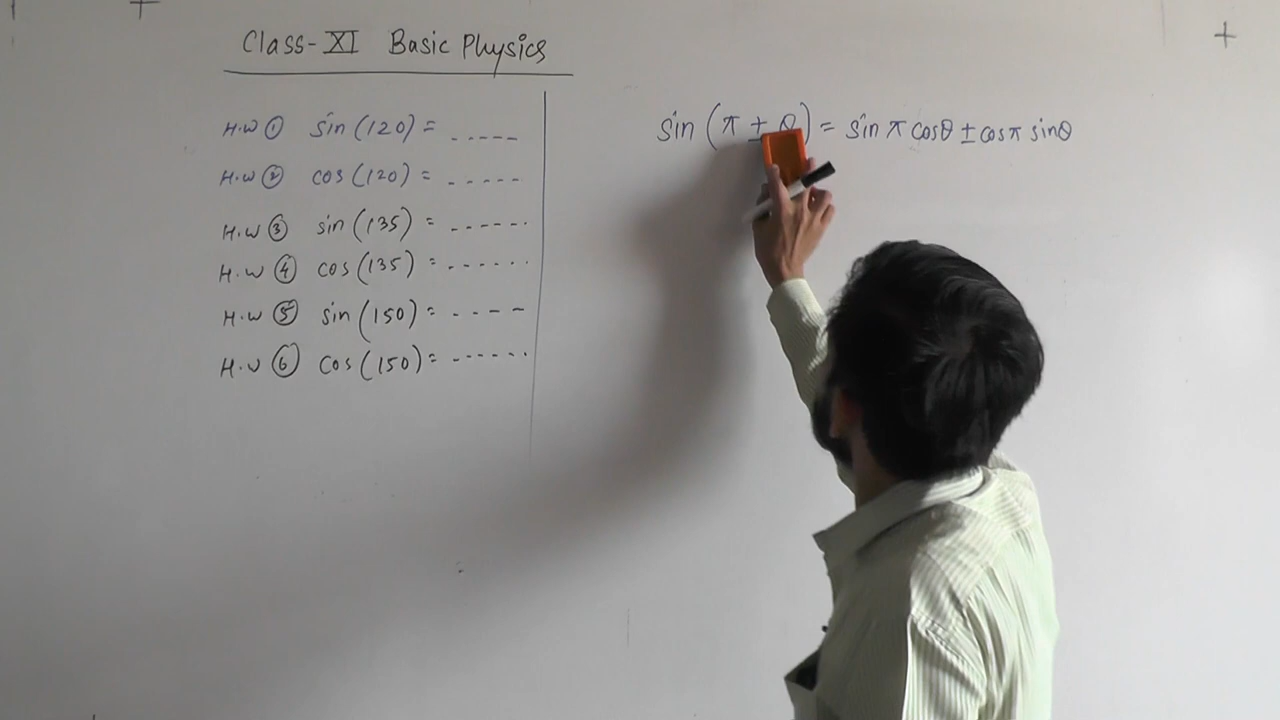 Class-XI Basic Physics
H.W ① sin(120) = -----
H.W ② cos(120) = ------
H.W ③ sin(135) = ------
H.W ④ cos(135) = ------
H.W ⑤ sin(150) = ----
H.W ⑥ cos(150) = ------
sin(π ± θ) = sin π cosθ ± cosπ sinθ